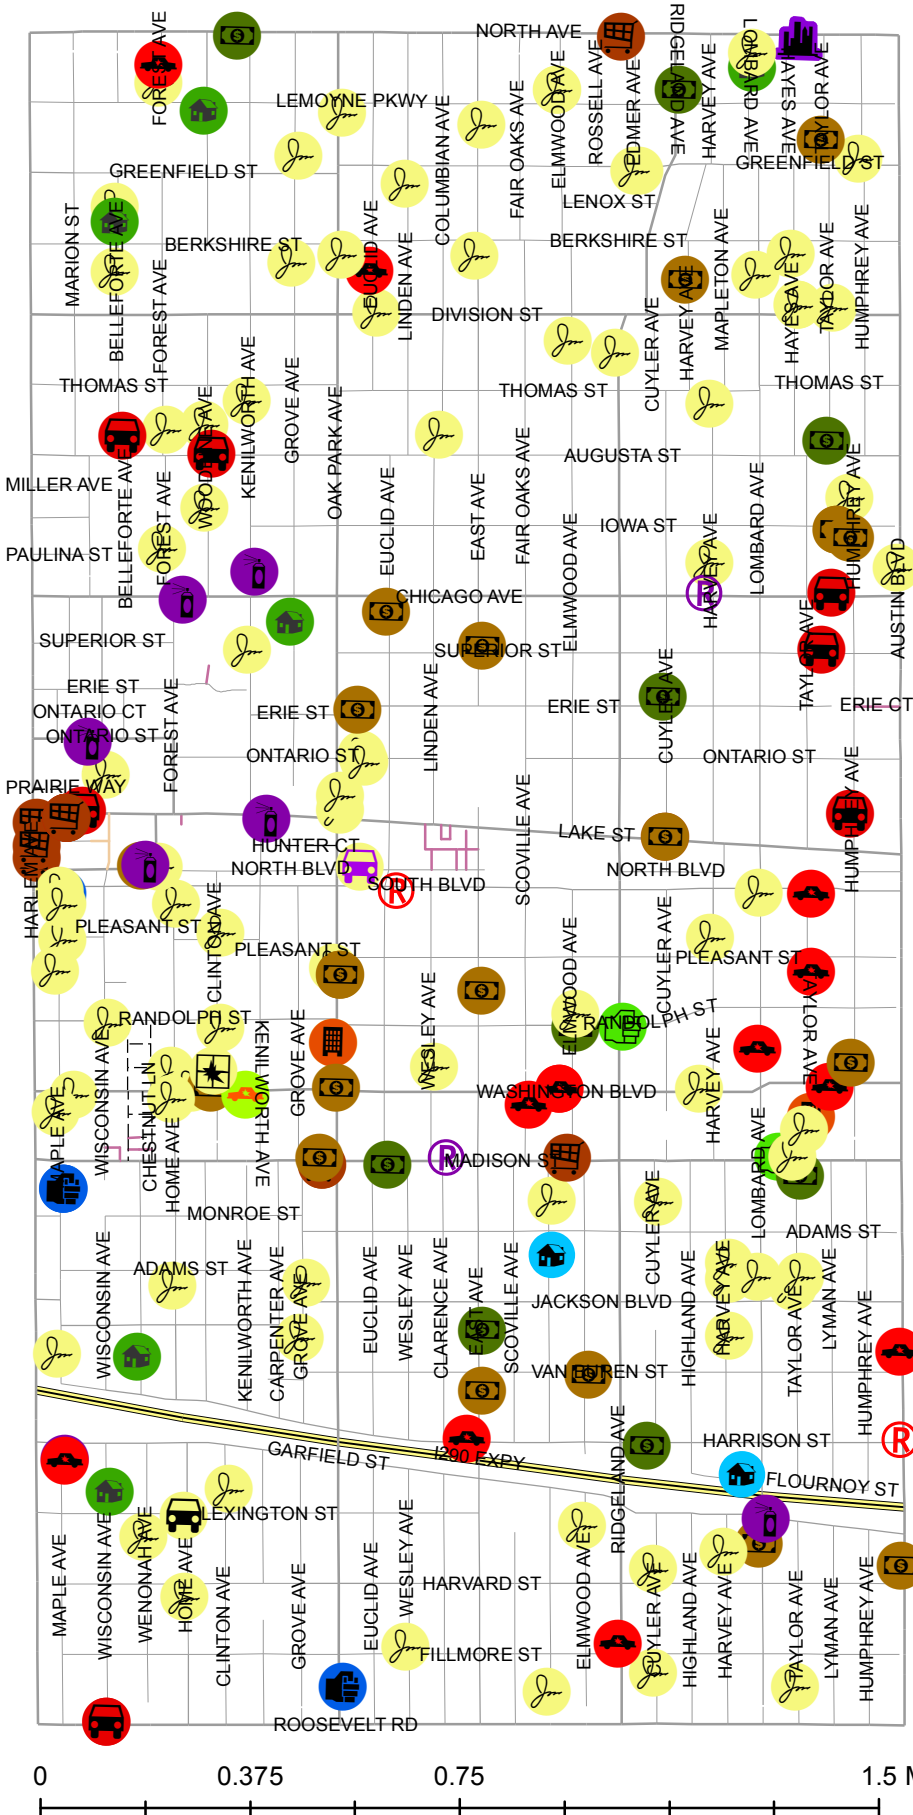 NORTH AVE
FOREST AVE
RIDGELAND AVE
LOMBARD AVE
ROSSELL AVE
EDMER AVE
HARVEY AVE
HAYES AVE
TAYLOR AVE
LEMOYNE PKWY
ELMWOOD AVE
COLUMBIAN AVE
FAIR OAKS AVE
GREENFIELD ST
GREENFIELD ST
LENOX ST
MARION ST
BELLEFORTE AVE
FOREST AVE
BERKSHIRE ST
BERKSHIRE ST
EUCLID AVE
LINDEN AVE
HARVEY AVE
MAPLETON AVE
HAYES AVE
TAYLOR AVE
HUMPHREY AVE
DIVISION ST
CUYLER AVE
THOMAS ST
THOMAS ST
THOMAS ST
WOODBINE AVE
KENILWORTH AVE
GROVE AVE
OAK PARK AVE
AUGUSTA ST
MILLER AVE
BELLEFORTE AVE
FOREST AVE
EUCLID AVE
EAST AVE
FAIR OAKS AVE
IOWA ST
LOMBARD AVE
HUMPHREY AVE
PAULINA ST
ELMWOOD AVE
HARVEY AVE
AUSTIN BLVD
CHICAGO AVE
R
SUPERIOR ST
SUPERIOR ST
TAYLOR AVE
ERIE ST
ONTARIO CT
ERIE ST
ERIE ST
CUYLER AVE
ERIE CT
ONTARIO ST
FOREST AVE
LINDEN AVE
ONTARIO ST
ONTARIO ST
PRAIRIE WAY
SCOVILLE AVE
HUMPHREY AVE
LAKE ST
HARLEM AVE
HUNTER CT
NORTH BLVD
NORTH BLVD
SOUTH BLVD
R
PLEASANT ST
CLINTON AVE
PLEASANT ST
PLEASANT ST
ELMWOOD AVE
CUYLER AVE
TAYLOR AVE
RANDOLPH ST
RANDOLPH ST
KENILWORTH AVE
GROVE AVE
WESLEY AVE
WASHINGTON BLVD
MAPLE AVE
WISCONSIN AVE
CHESTNUT LN
HOME AVE
HARVEY AVE
LOMBARD AVE
R
MADISON ST
MONROE ST
CUYLER AVE
ADAMS ST
ADAMS ST
WISCONSIN AVE
KENILWORTH AVE
CARPENTER AVE
GROVE AVE
EUCLID AVE
WESLEY AVE
CLARENCE AVE
EAST AVE
SCOVILLE AVE
JACKSON BLVD
HIGHLAND AVE
HARVEY AVE
TAYLOR AVE
LYMAN AVE
HUMPHREY AVE
VAN BUREN ST
GARFIELD ST
I290 EXPY
RIDGELAND AVE
HARRISON ST
R
FLOURNOY ST
LEXINGTON ST
MAPLE AVE
WISCONSIN AVE
WENONAH AVE
HOME AVE
CLINTON AVE
GROVE AVE
EUCLID AVE
WESLEY AVE
HARVARD ST
ELMWOOD AVE
CUYLER AVE
HIGHLAND AVE
HARVEY AVE
TAYLOR AVE
LYMAN AVE
HUMPHREY AVE
FILLMORE ST
ROOSEVELT RD
0 0.375 0.75 1.5 M